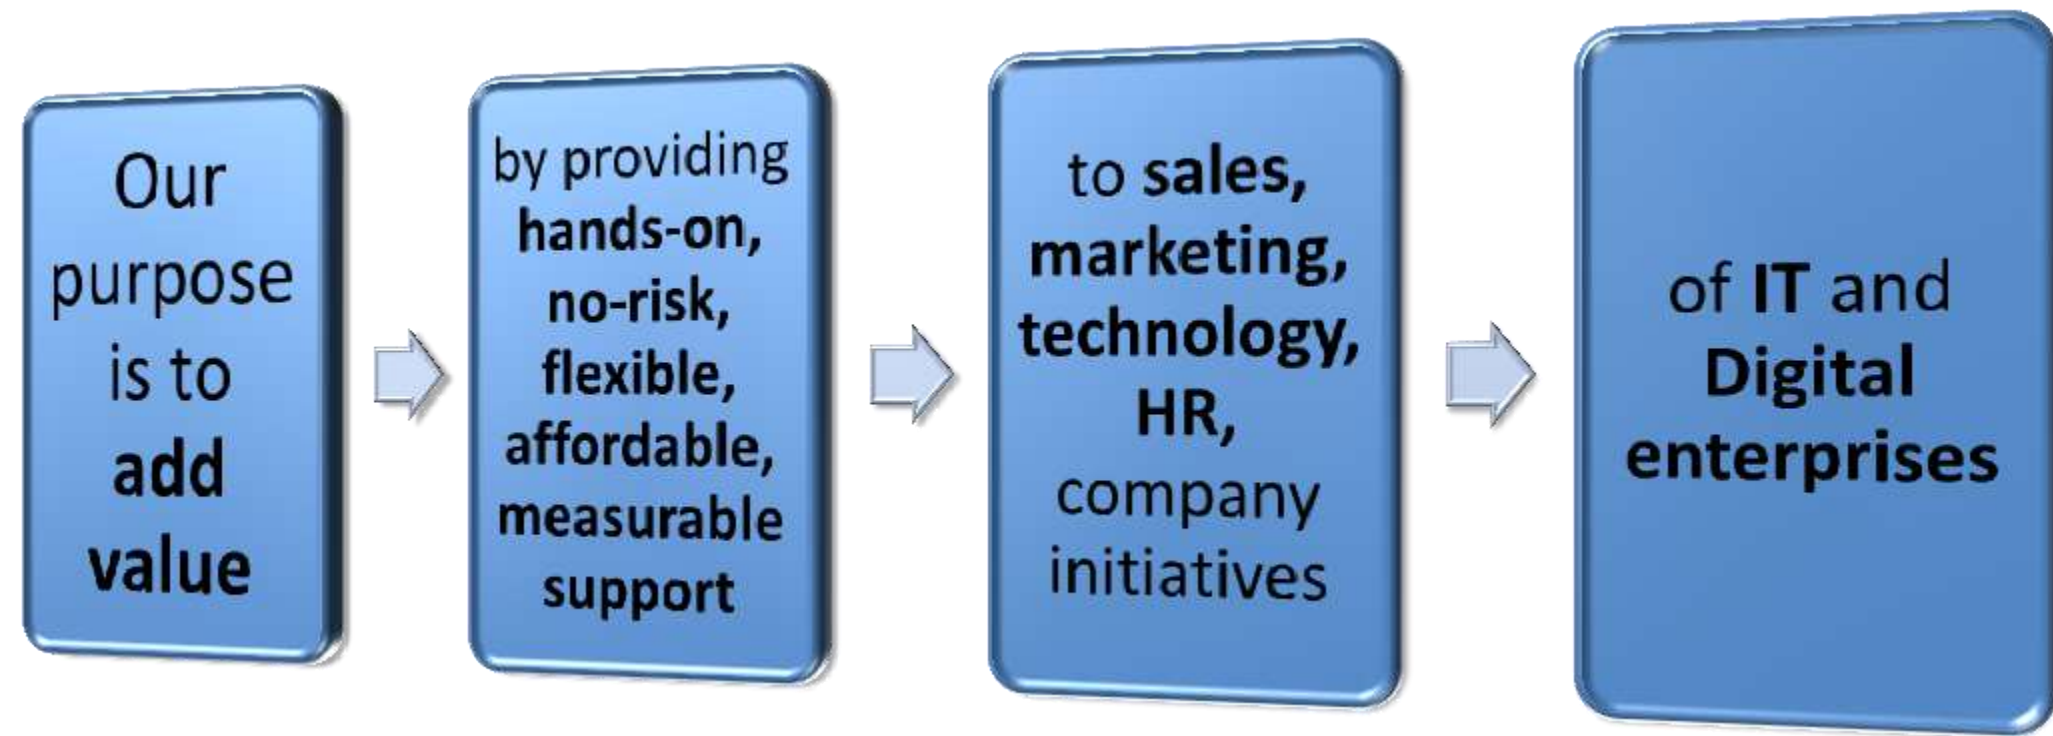 Our
purpose
is to
add
value
by providing
hands-on,
no-risk,
flexible,
affordable,
measurable
support
to sales,
marketing,
technology,
HR,
company
initiatives
of IT and
Digital
enterprises